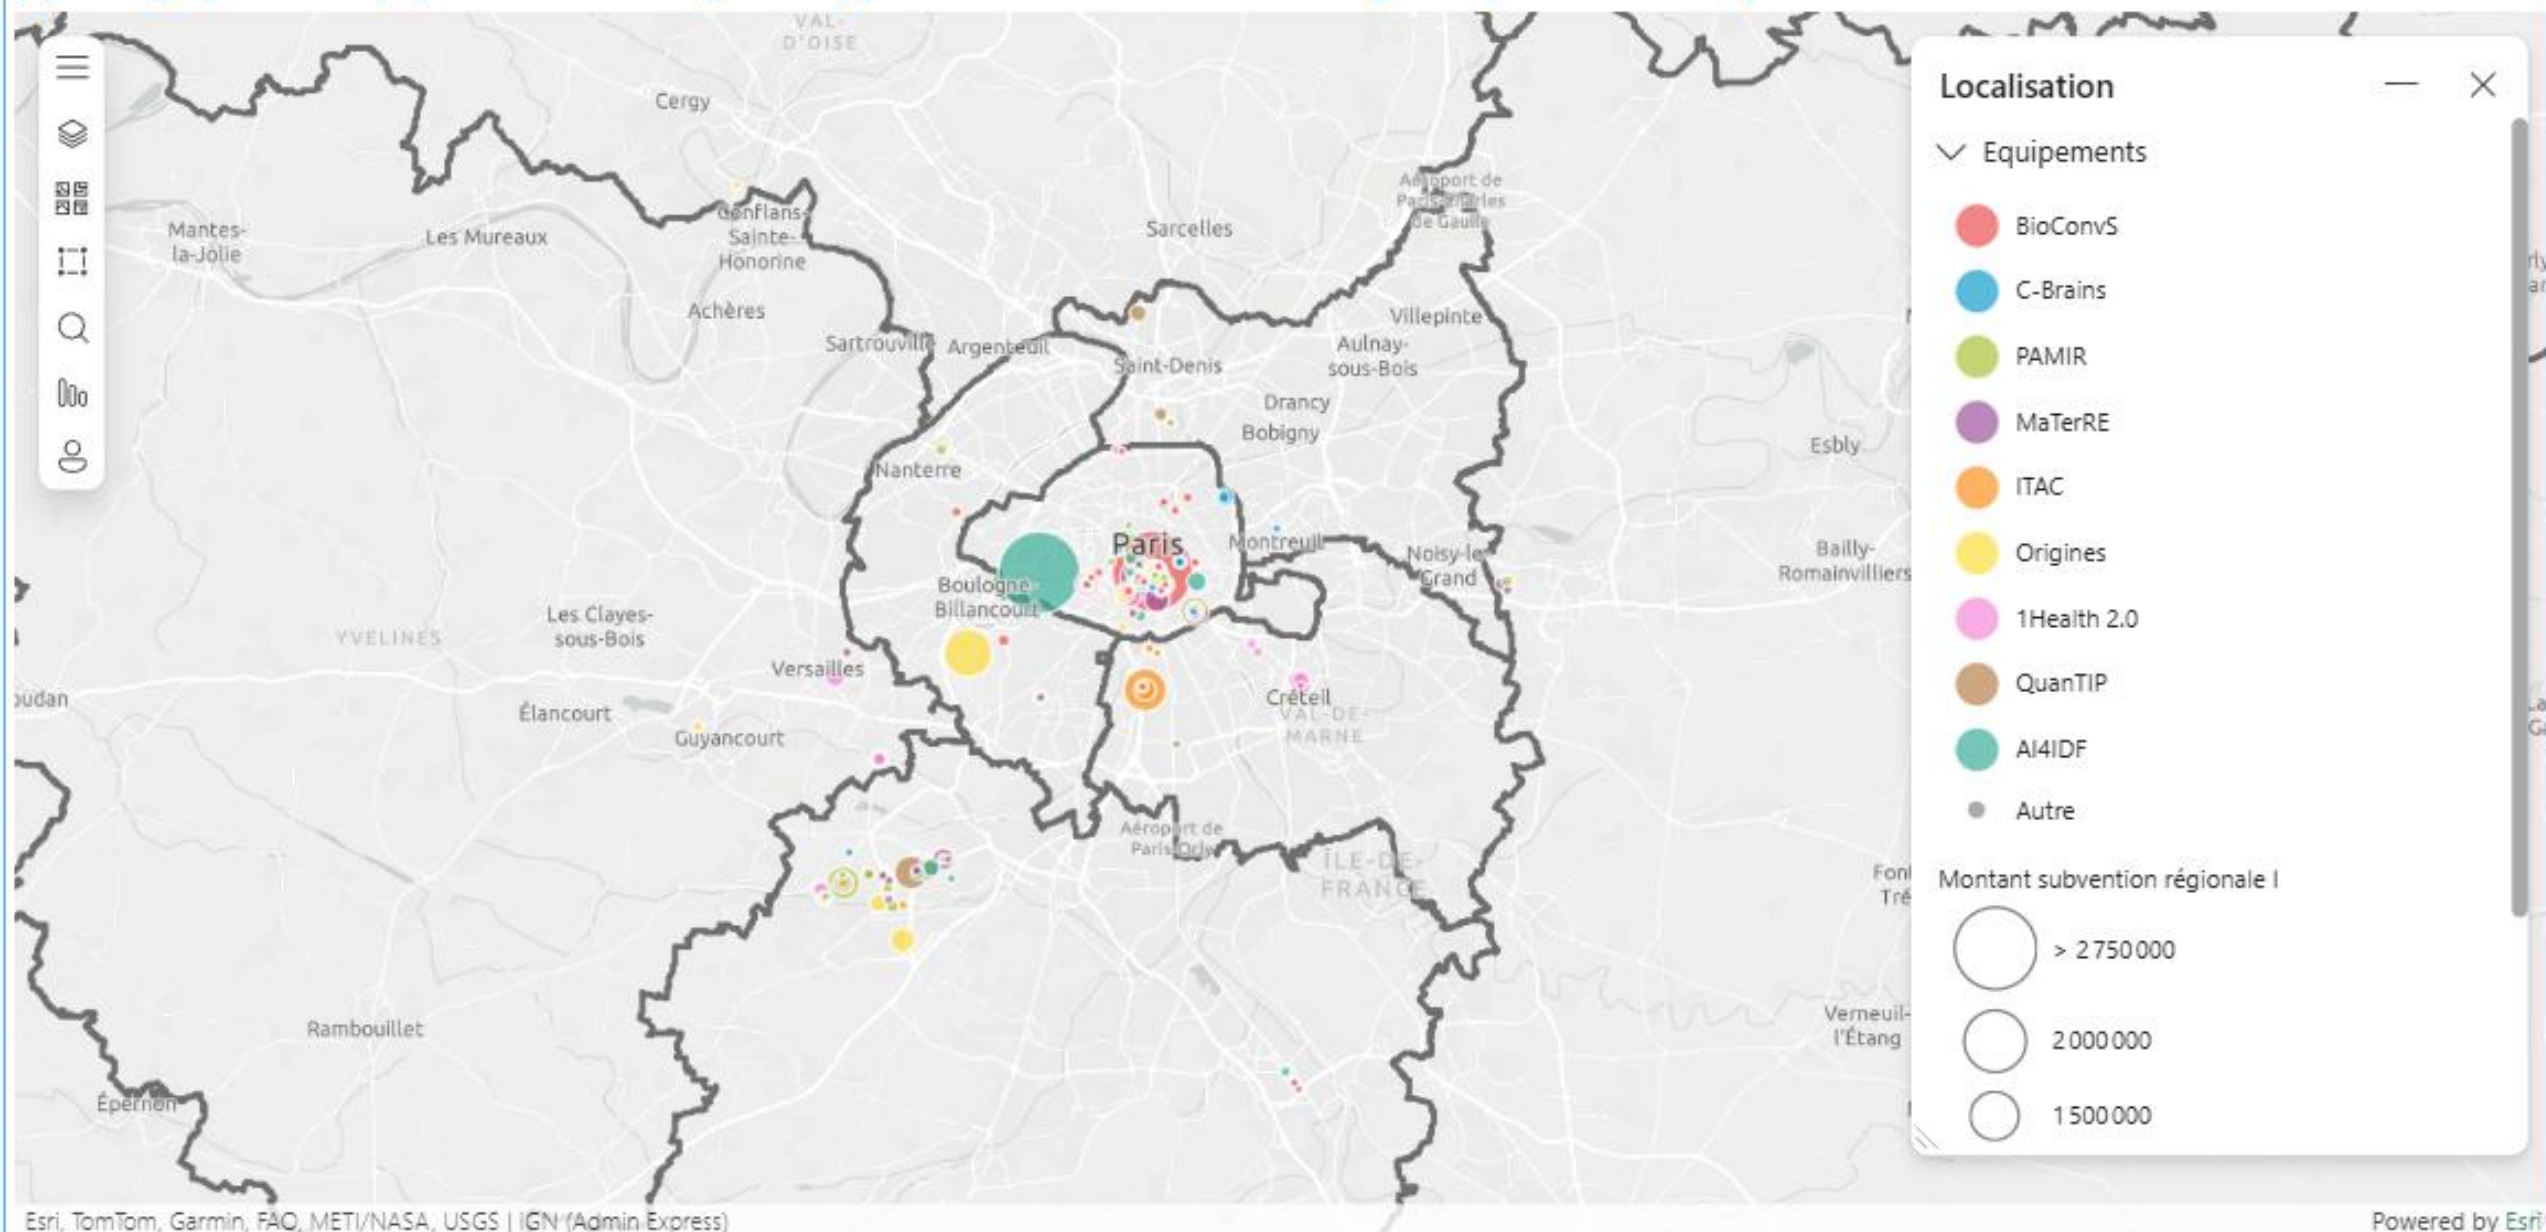 VAL-
D'OISE
Cergy
Aéroport de
Paris-Charles
de Gaulle
Mantes-
la-Jolie
Les Mureaux
Conflans-
Sainte-
Honorine
Sarcelles
Achères
Villepinte
Sartrouville
Argenteuil
Aulnay-
sous-Bois
Saint-Denis
Drancy
Bobigny
Nanterre
Esbly
Paris
Montreuil
Noisy-le-
Grand
Bailly-
Romainvilliers
Boulogne-
Billancourt
Les Clayes-
sous-Bois
YVELINES
Versailles
oudan
Élancourt
Créteil
VAL-DE-
MARNE
Guyancourt
Aéroport de
Paris-Orly
ÎLE-DE-
FRANCE
Font
Tré
Rambouillet
Verneuil-
l'Étang
Épernon
Localisation
Equipements
BioConvS
C-Brains
PAMIR
MaTerRE
ITAC
Origines
1Health 2.0
QuanTIP
AI4IDF
Autre
Montant subvention régionale I
> 2 750 000
2 000 000
1 500 000
Esri, TomTom, Garmin, FAO, METI/NASA, USGS | IGN (Admin Express)
Powered by Esri